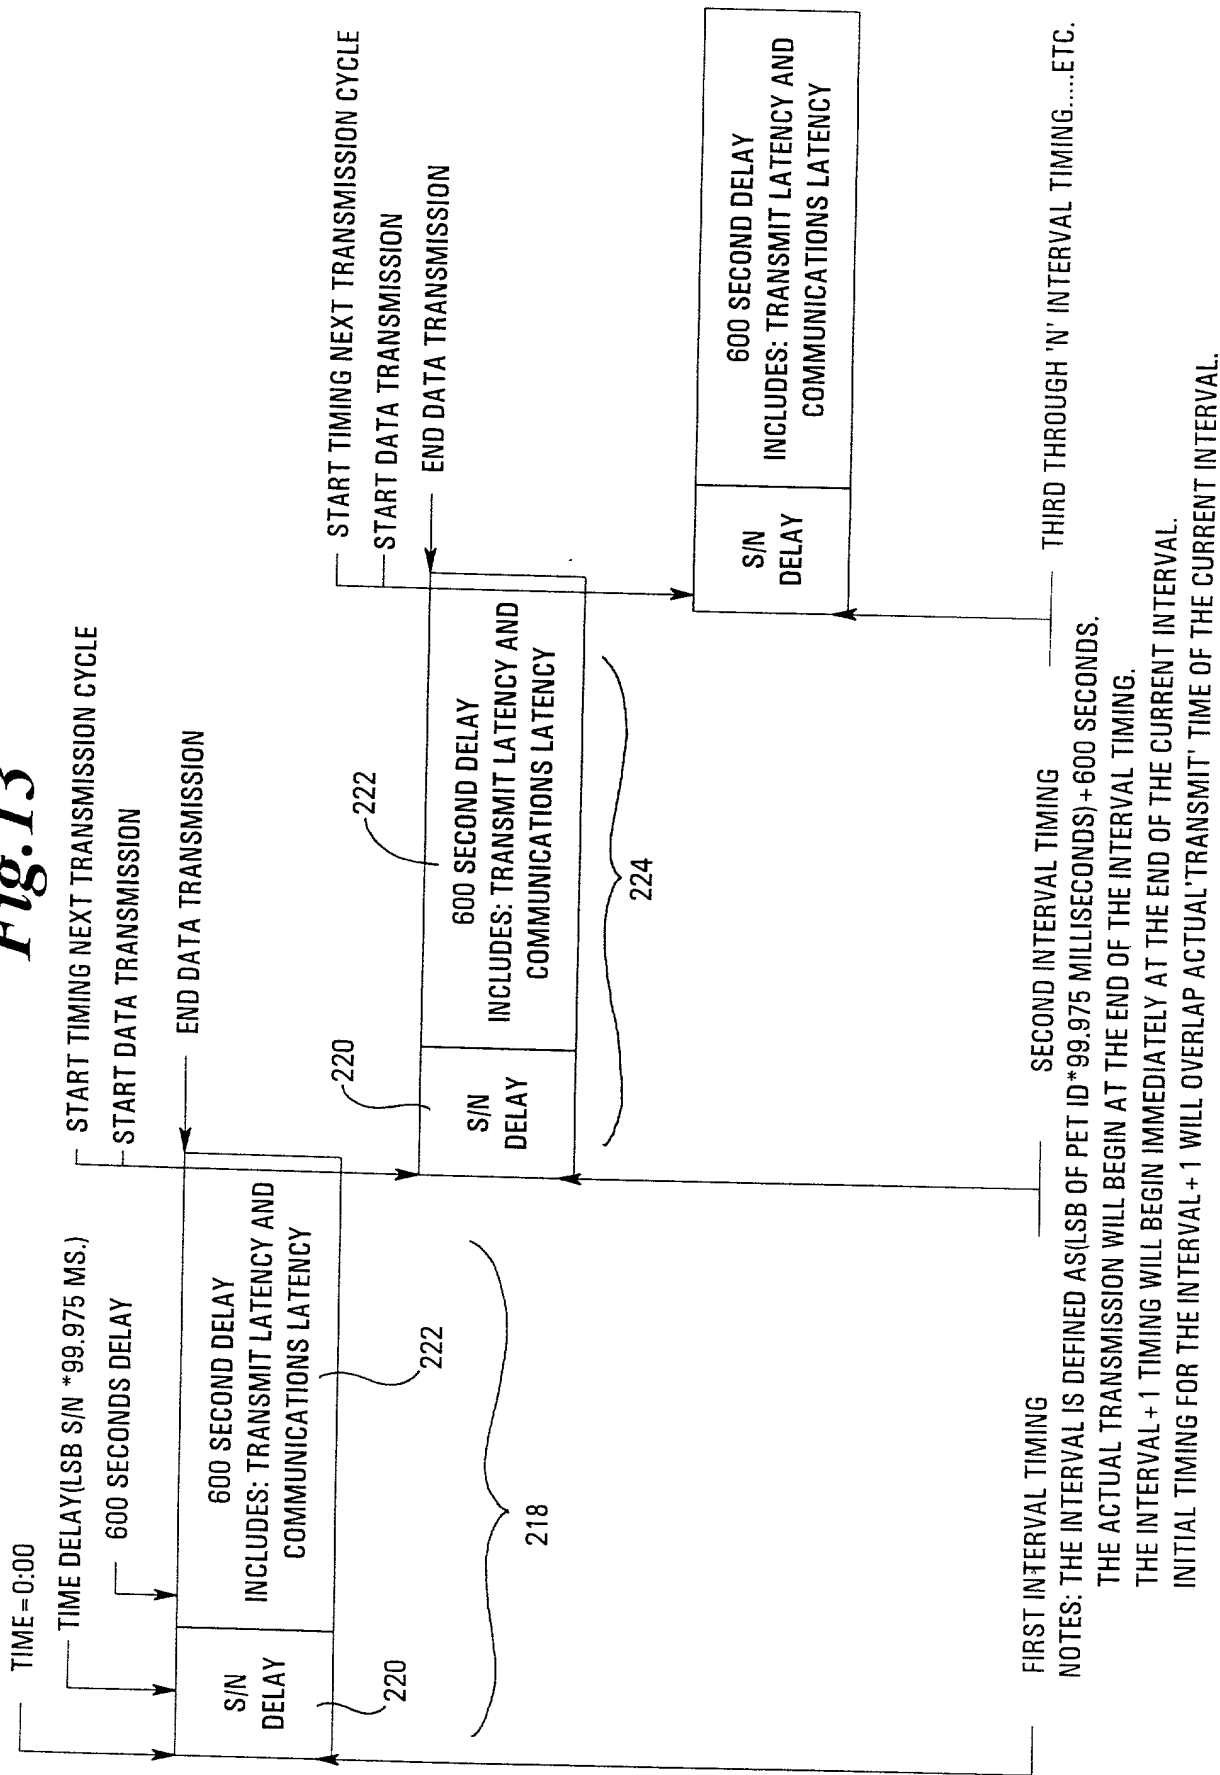 Fig.13
TIME=0:00
TIME DELAY(LSB S/N *99.975 MS.)
600 SECONDS DELAY
START TIMING NEXT TRANSMISSION CYCLE
START DATA TRANSMISSION
END DATA TRANSMISSION
S/N
DELAY
600 SECOND DELAY
INCLUDES: TRANSMIT LATENCY AND
COMMUNICATIONS LATENCY
220
222
218
START TIMING NEXT TRANSMISSION CYCLE
START DATA TRANSMISSION
END DATA TRANSMISSION
220
222
S/N
DELAY
600 SECOND DELAY
INCLUDES: TRANSMIT LATENCY AND
COMMUNICATIONS LATENCY
224
S/N
DELAY
600 SECOND DELAY
INCLUDES: TRANSMIT LATENCY AND
COMMUNICATIONS LATENCY
FIRST INTERVAL TIMING
SECOND INTERVAL TIMING
THIRD THROUGH 'N' INTERVAL TIMING.....ETC.
NOTES: THE INTERVAL IS DEFINED AS(LSB OF PET ID*99.975 MILLISECONDS)+600 SECONDS.
THE ACTUAL TRANSMISSION WILL BEGIN AT THE END OF THE INTERVAL TIMING.
THE INTERVAL+1 TIMING WILL BEGIN IMMEDIATELY AT THE END OF THE CURRENT INTERVAL.
INITIAL TIMING FOR THE INTERVAL+1 WILL OVERLAP ACTUAL'TRANSMIT' TIME OF THE CURRENT INTERVAL.